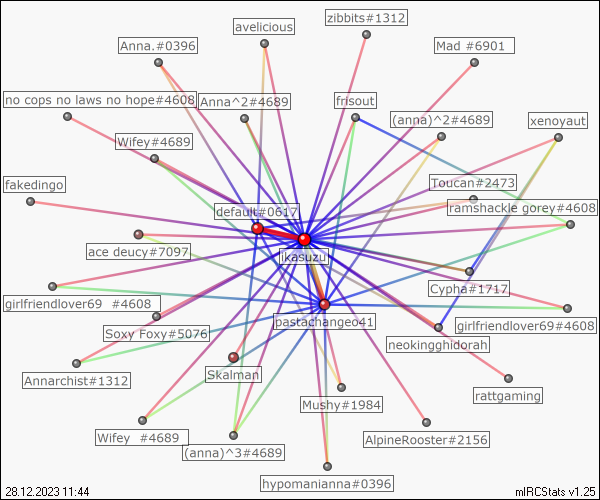 zibbits#1312
avelicious
Anna.#0396
Mad #6901
no cops no laws no hope#4608
Anna^2#4689
frisout
(anna)^2#4689
xenoyaut
Wifey#4689
fakedingo
Toucan#2473
default#0617
ramshackle gorey#4608
ace deucy#7097
ikasuzu
Cypha#1717
girlfriendlover69 #4608
pastachangeo41
girlfriendlover69#4608
Soxy Foxy#5076
neokingghidorah
Annarchist#1312
Skalman
rattgaming
Mushy#1984
Wifey #4689
(anna)^3#4689
AlpineRooster#2156
hypomanianna#0396
28.12.2023 11:44
mIRCStats v1.25